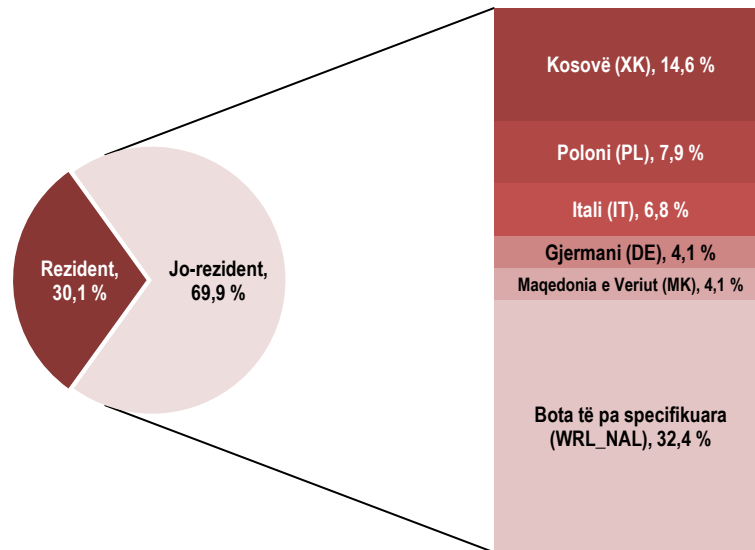 Kosovë (XK), 14,6 %
Poloni (PL), 7,9 %
Itali (IT), 6,8 %
Gjermani (DE), 4,1 %
Maqedonia e Veriut (MK), 4,1 %
Bota të pa specifikuara
(WRL_NAL), 32,4 %
Rezident,
30,1 %
Jo-rezident,
69,9 %